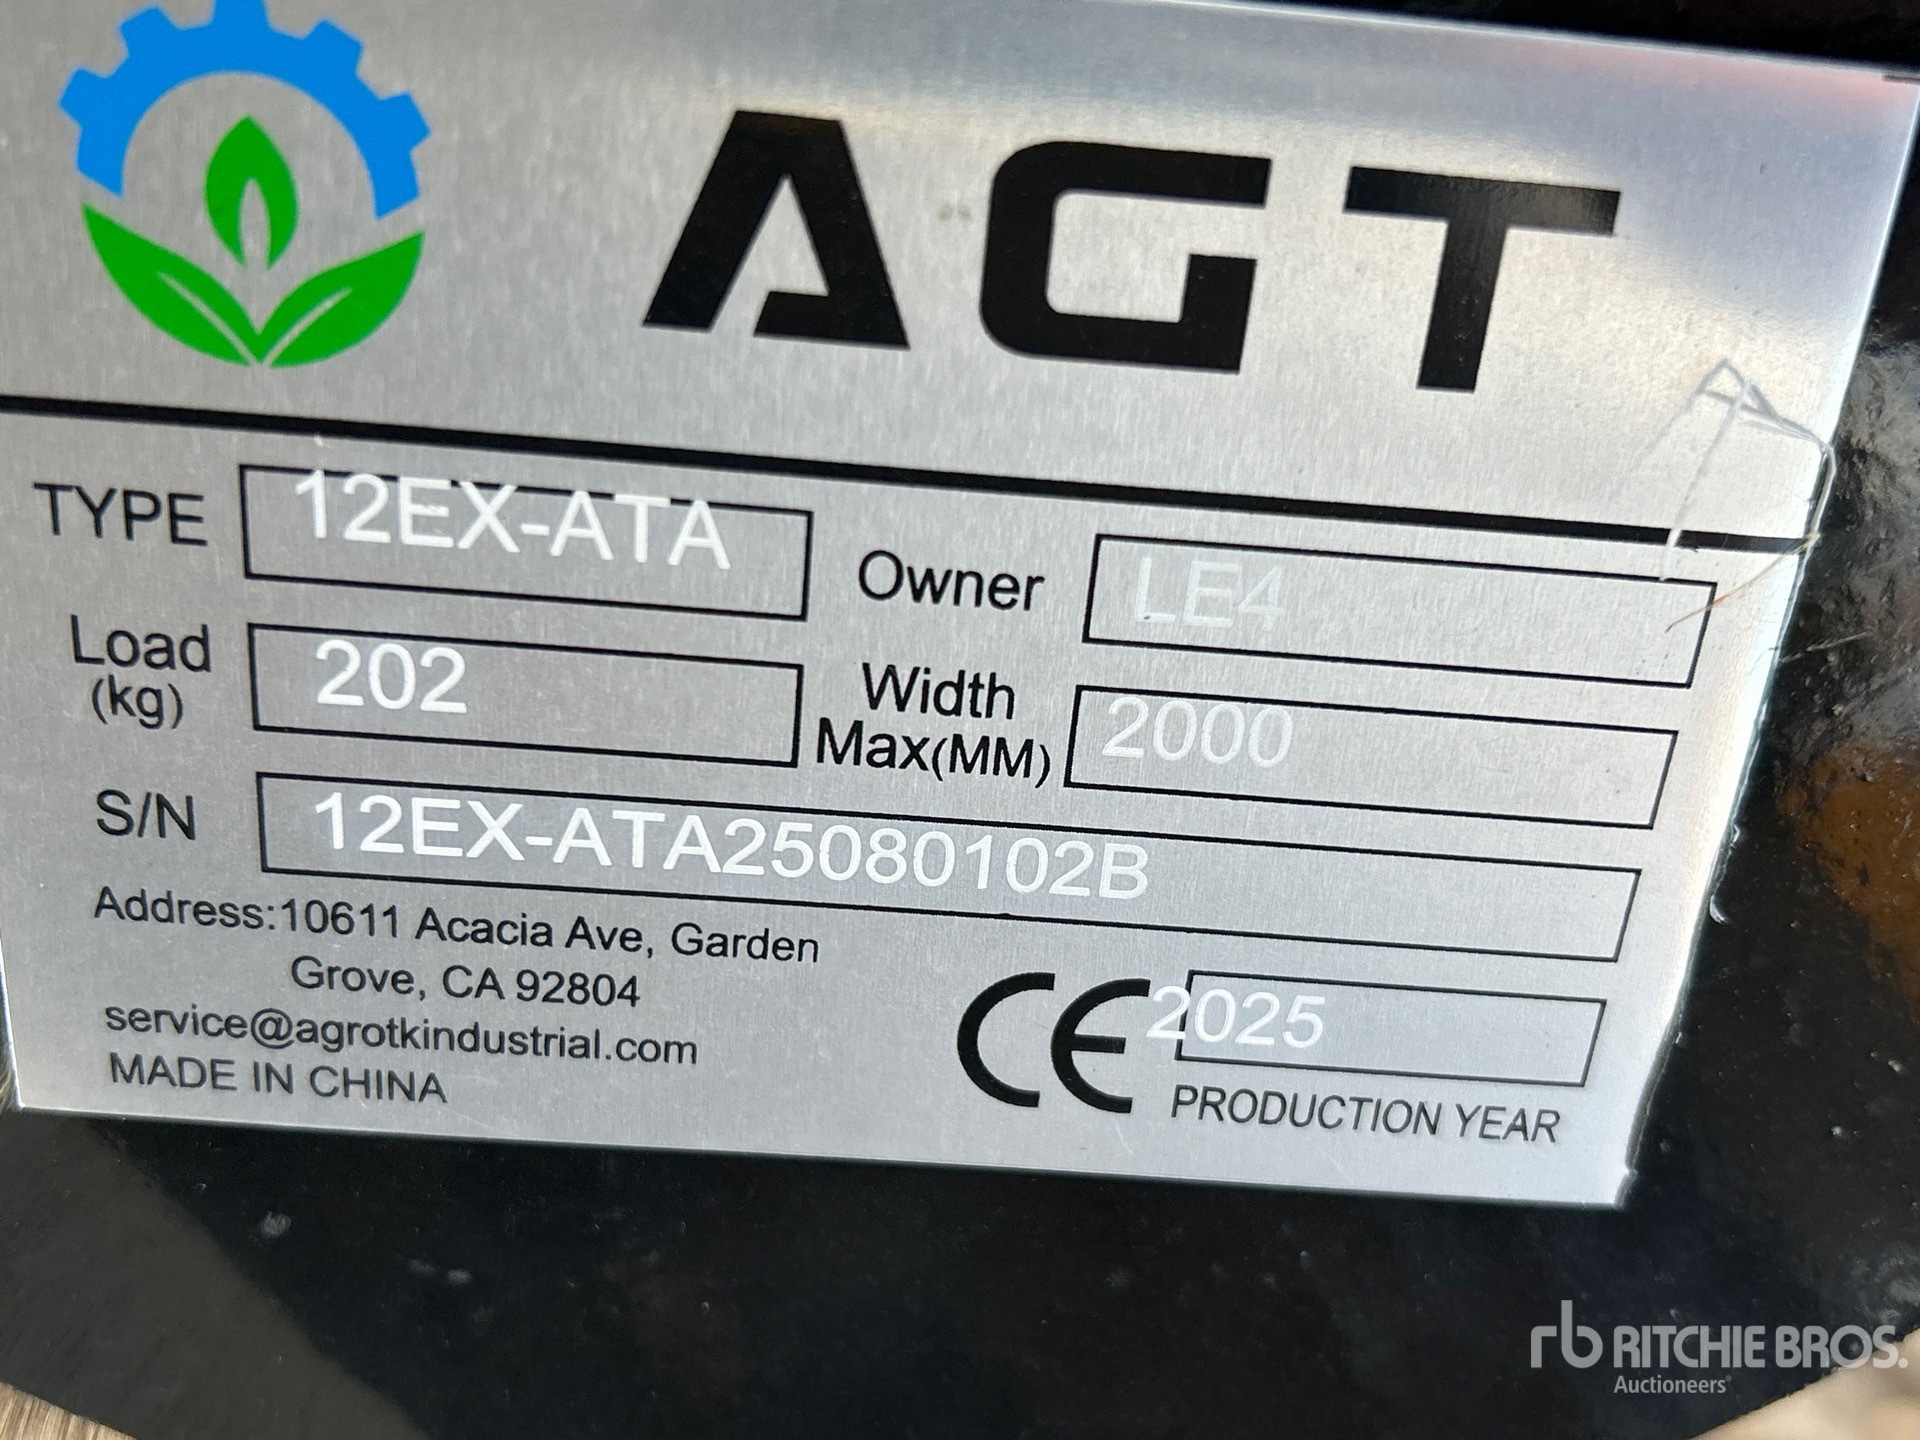 AGT
TYPE 12EX-ATA
Owner LE4
Load (kg) 202
Width Max(MM) 2000
S/N 12EX-ATA25080102B
Address:10611 Acacia Ave, Garden
Grove, CA 92804
service@agrotkindustrial.com
MADE IN CHINA
CE 2025
PRODUCTION YEAR
rb RITCHIE BROS.
Auctioneers